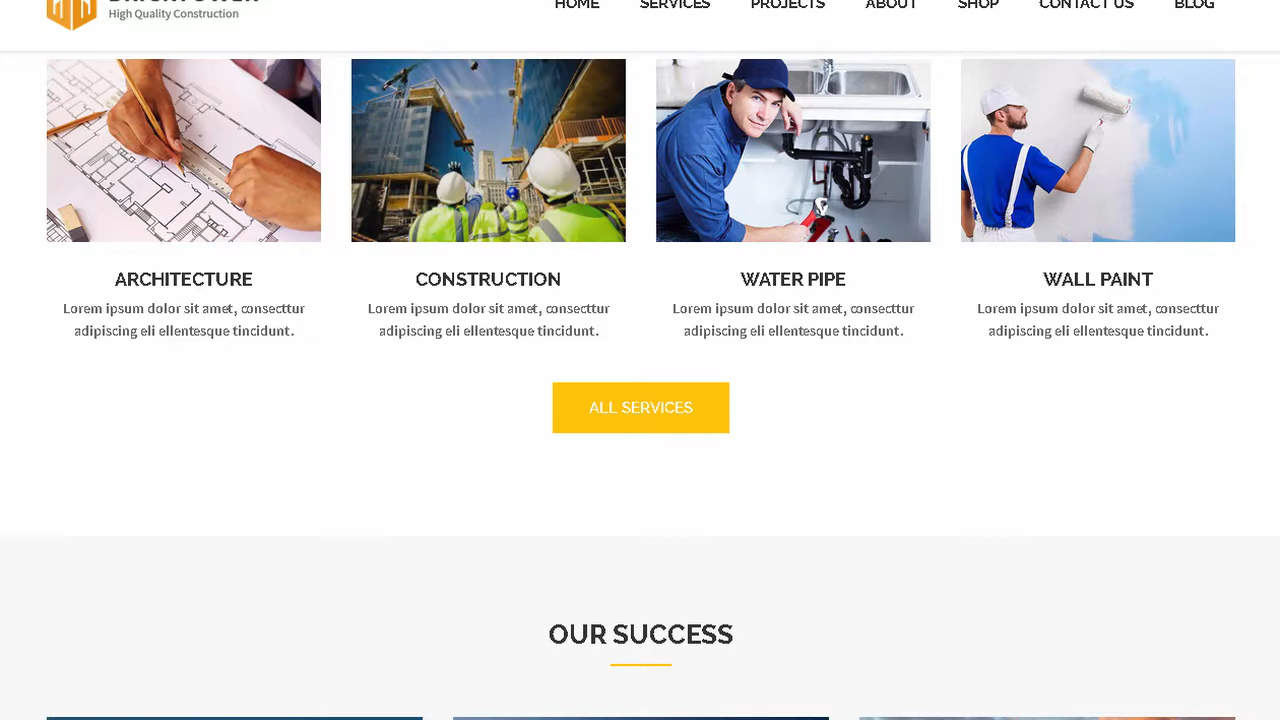 High Quality Construction
HOME SERVICES PROJECTS ABOUT SHOP CONTACT US BLOG
ARCHITECTURE
Lorem ipsum dolor sit amet, consecttur
adipiscing eli ellentesque tincidunt.
CONSTRUCTION
Lorem ipsum dolor sit amet, consecttur
adipiscing eli ellentesque tincidunt.
WATER PIPE
Lorem ipsum dolor sit amet, consecttur
adipiscing eli ellentesque tincidunt.
WALL PAINT
Lorem ipsum dolor sit amet, consecttur
adipiscing eli ellentesque tincidunt.
ALL SERVICES
OUR SUCCESS